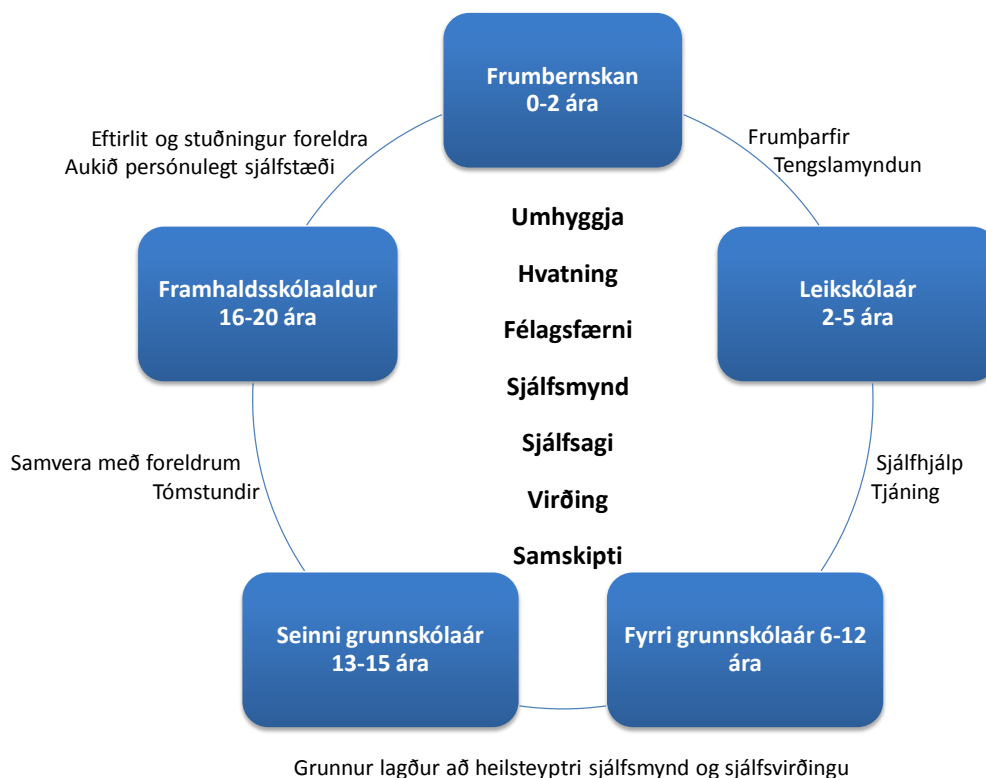 Frumbernskan
0-2 ára
Eftirlit og stuðningur foreldra
Aukið persónulegt sjálfstæði
Frumþarfir
Tengslamyndun
Umhyggja
Hvatning
Félagsfærni
Sjálfsmynd
Sjálfsagi
Virðing
Samskipti
Framhaldsskólaaldur
16-20 ára
Leikskólaár
2-5 ára
Samvera með foreldrum
Tómstundir
Sjálfhjálp
Tjáning
Seinni grunnskólaár
13-15 ára
Fyrri grunnskólaár 6-12
ára
Grunnur lagður að heilsteyptri sjálfsmynd og sjálfsvirðingu